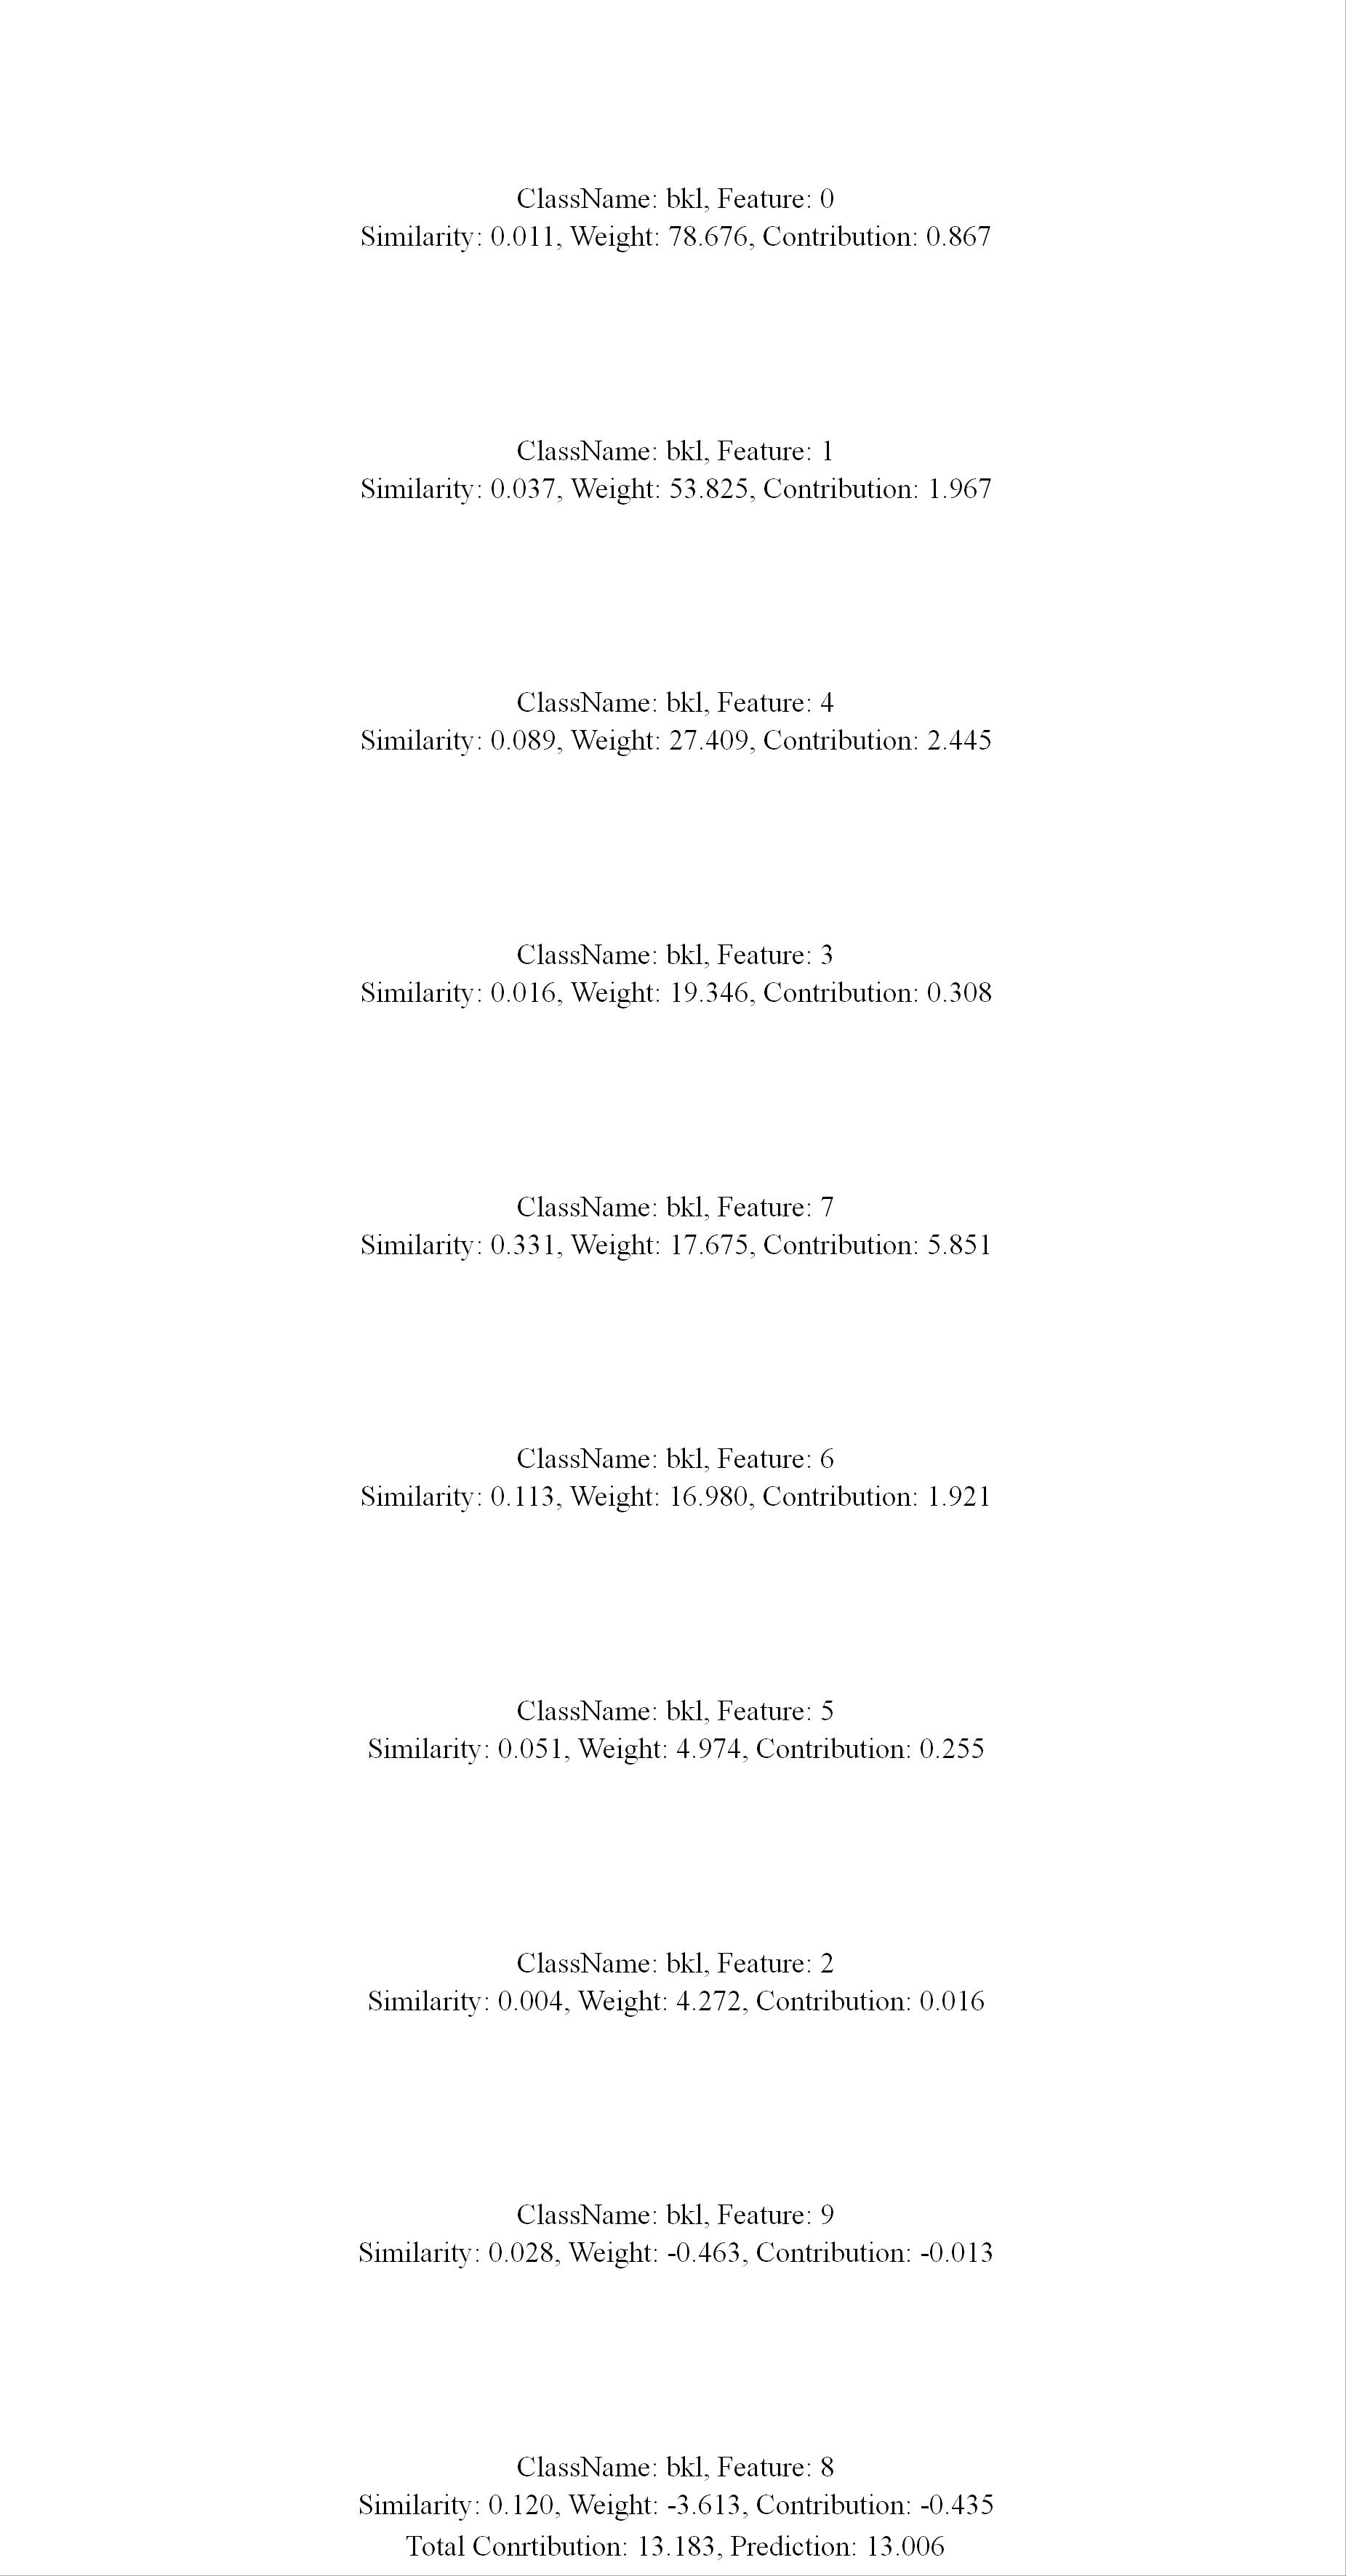 ClassName: bkl, Feature: 0
Similarity: 0.011, Weight: 78.676, Contribution: 0.867
ClassName: bkl, Feature: 1
Similarity: 0.037, Weight: 53.825, Contribution: 1.967
ClassName: bkl, Feature: 4
Similarity: 0.089, Weight: 27.409, Contribution: 2.445
ClassName: bkl, Feature: 3
Similarity: 0.016, Weight: 19.346, Contribution: 0.308
ClassName: bkl, Feature: 7
Similarity: 0.331, Weight: 17.675, Contribution: 5.851
ClassName: bkl, Feature: 6
Similarity: 0.113, Weight: 16.980, Contribution: 1.921
ClassName: bkl, Feature: 5
Similarity: 0.051, Weight: 4.974, Contribution: 0.255
ClassName: bkl, Feature: 2
Similarity: 0.004, Weight: 4.272, Contribution: 0.016
ClassName: bkl, Feature: 9
Similarity: 0.028, Weight: -0.463, Contribution: -0.013
ClassName: bkl, Feature: 8
Similarity: 0.120, Weight: -3.613, Contribution: -0.435
Total Conrtibution: 13.183, Prediction: 13.006